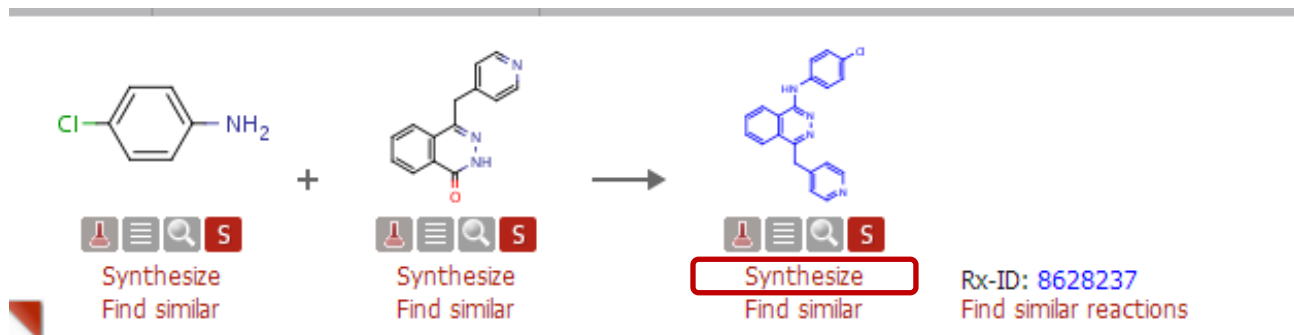 Cl NH2 + N N NH O Cl HN N N N
S S S
Synthesize Synthesize Synthesize Rx-ID: 8628237
Find similar Find similar Find similar Find similar reactions